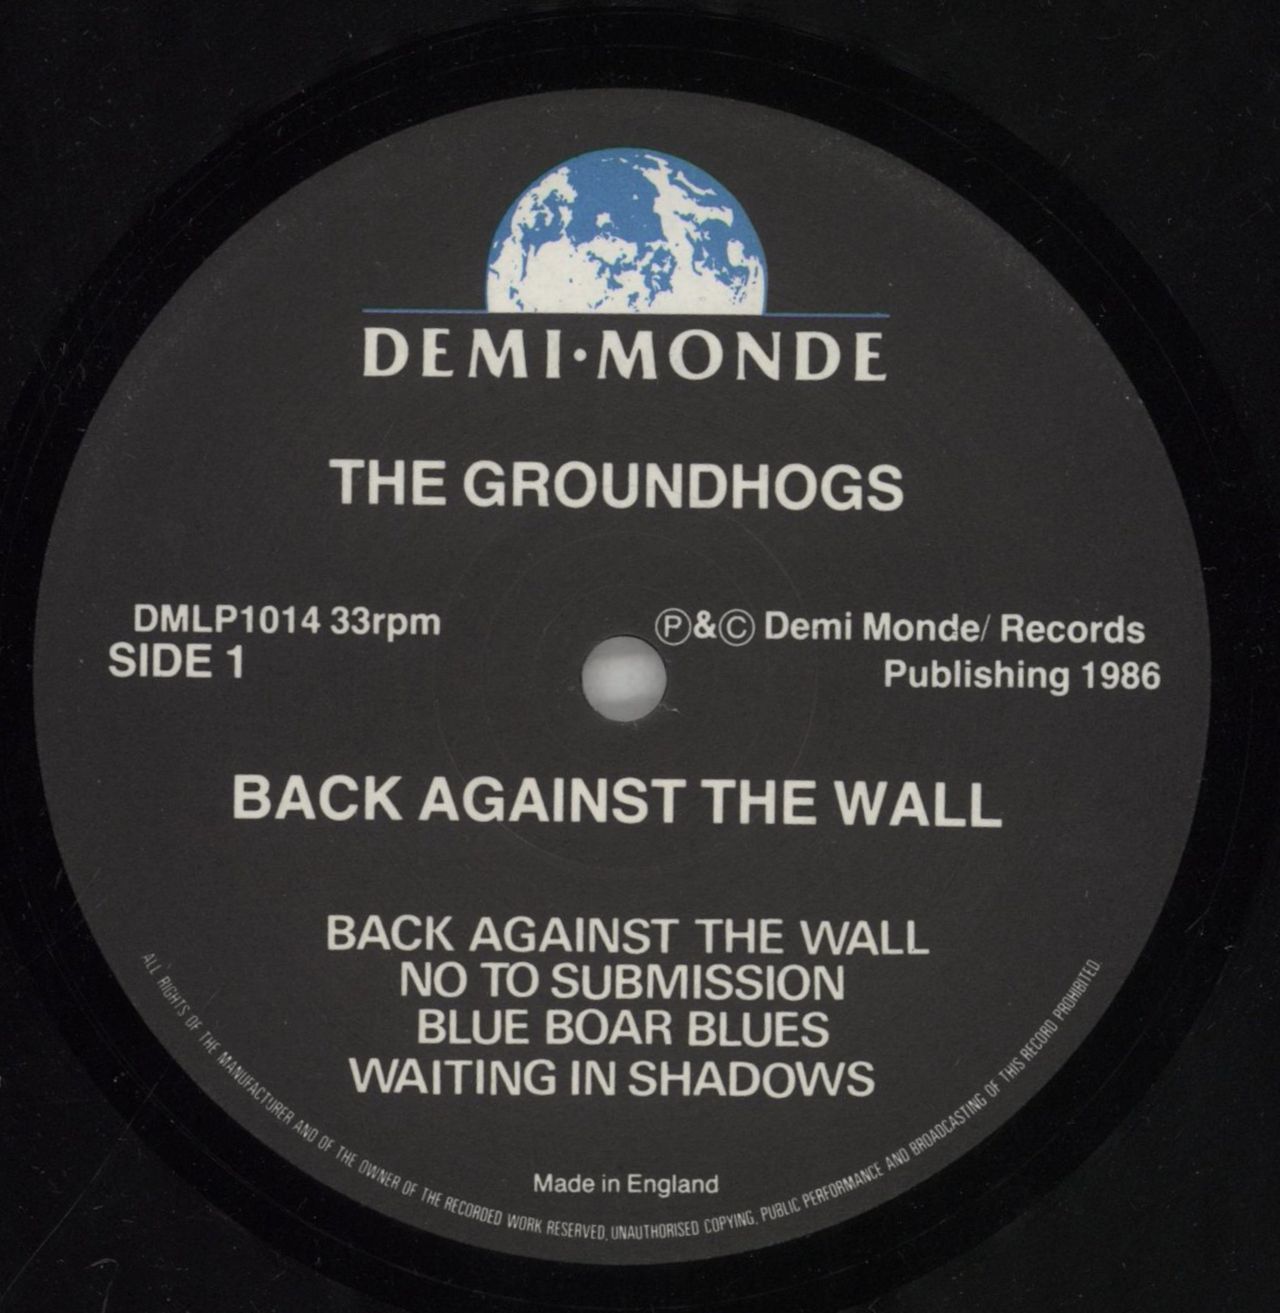 DEMI·MONDE
THE GROUNDHOGS
DMLP1014 33rpm
SIDE 1
Ⓟ&Ⓒ Demi Monde/ Records
Publishing 1986
BACK AGAINST THE WALL
BACK AGAINST THE WALL
NO TO SUBMISSION
BLUE BOAR BLUES
WAITING IN SHADOWS
Made in England
ALL RIGHTS OF THE MANUFACTURER AND OF THE OWNER OF THE RECORDED WORK RESERVED, UNAUTHORISED COPYING, PUBLIC PERFORMANCE AND BROADCASTING OF THIS RECORD PROHIBITED.